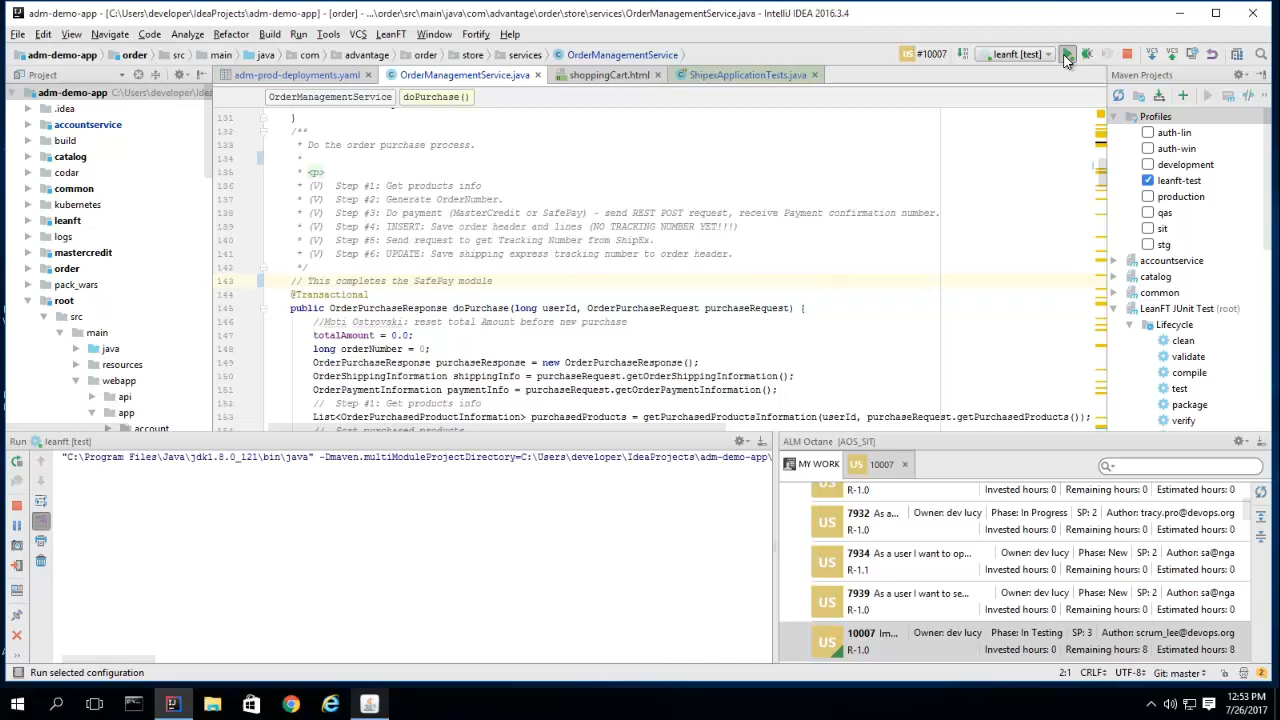 adm-demo-app - [C:\Users\developer\IdeaProjects\adm-demo-app] - [order] - ...\order\src\main\java\com\advantage\order\store\services\OrderManagementService.java - IntelliJ IDEA 2016.3.4
File Edit View Navigate Code Analyze Refactor Build Run Tools VCS LeanFT Window Fortify Help
adm-demo-app order src main java com advantage order store services OrderManagementService #10007 leanft [test]
Project adm-prod-deployments.yaml OrderManagementService.java shoppingCart.html ShipexApplicationTests.java Maven Projects
adm-demo-app C:\Users\develope
.idea
accountservice
build
catalog
codar
common
kubernetes
leanft
logs
mastercredit
order
pack_wars
root
src
main
java
resources
webapp
api
app
account
OrderManagementService doPurchase()
131 }
132 /**
133 * Do the order purchase process.
134 *
135 * <p>
136 * (V) Step #1: Get products info
137 * (V) Step #2: Generate OrderNumber.
138 * (V) Step #3: Do payment (MasterCredit or SafePay) - send REST POST request, receive Payment confirmation number.
139 * (V) Step #4: INSERT: Save order header and lines (NO TRACKING NUMBER YET!!!)
140 * (V) Step #5: Send request to get Tracking Number from ShipEx.
141 * (V) Step #6: UPDATE: Save shipping express tracking number to order header.
142 */
143 // This completes the SafePay module
144 @Transactional
145 public OrderPurchaseResponse doPurchase(long userId, OrderPurchaseRequest purchaseRequest) {
146 //Moti Ostrovski: reset total Amount before new purchase
147 totalAmount = 0.0;
148 long orderNumber = 0;
149 OrderPurchaseResponse purchaseResponse = new OrderPurchaseResponse();
150 OrderShippingInformation shippingInfo = purchaseRequest.getOrderShippingInformation();
151 OrderPaymentInformation paymentInfo = purchaseRequest.getOrderPaymentInformation();
152 // Step #1: Get products info
153 List<OrderPurchasedProductInformation> purchasedProducts = getPurchasedProductsInformation(userId, purchaseRequest.getOrderPurchasedProducts());
Profiles
auth-lin
auth-win
development
leanft-test
production
qas
sit
stg
accountservice
catalog
common
LeanFT JUnit Test (root)
Lifecycle
clean
validate
compile
test
package
verify
Run leanft [test]
"C:\Program Files\Java\jdk1.8.0_121\bin\java" -Dmaven.multiModuleProjectDirectory=C:\Users\developer\IdeaProjects\adm-demo-app\
ALM Octane [AOS_SIT]
MY WORK US 10007
US R-1.0 Invested hours: 0 Remaining hours: 0 Estimated hours: 0
US 7932 As a... Owner: dev lucy Phase: In Progress SP: 2 Author: tracy.pro@devops.org
R-1.0 Invested hours: 0 Remaining hours: 0 Estimated hours: 0
US 7934 As a user I want to op... Owner: dev lucy Phase: New SP: 2 Author: sa@nga
R-1.1 Invested hours: 0 Remaining hours: 0 Estimated hours: 0
US 7939 As a user I want to se... Owner: dev lucy Phase: New SP: 2 Author: sa@nga
R-1.0 Invested hours: 0 Remaining hours: 0 Estimated hours: 0
US 10007 Im... Owner: dev lucy Phase: In Testing SP: 3 Author: scrum_lee@devops.org
R-1.0 Invested hours: 0 Remaining hours: 8 Estimated hours: 8
Run selected configuration 2:1 CRLF÷ UTF-8÷ Git: master÷
12:53 PM
7/26/2017